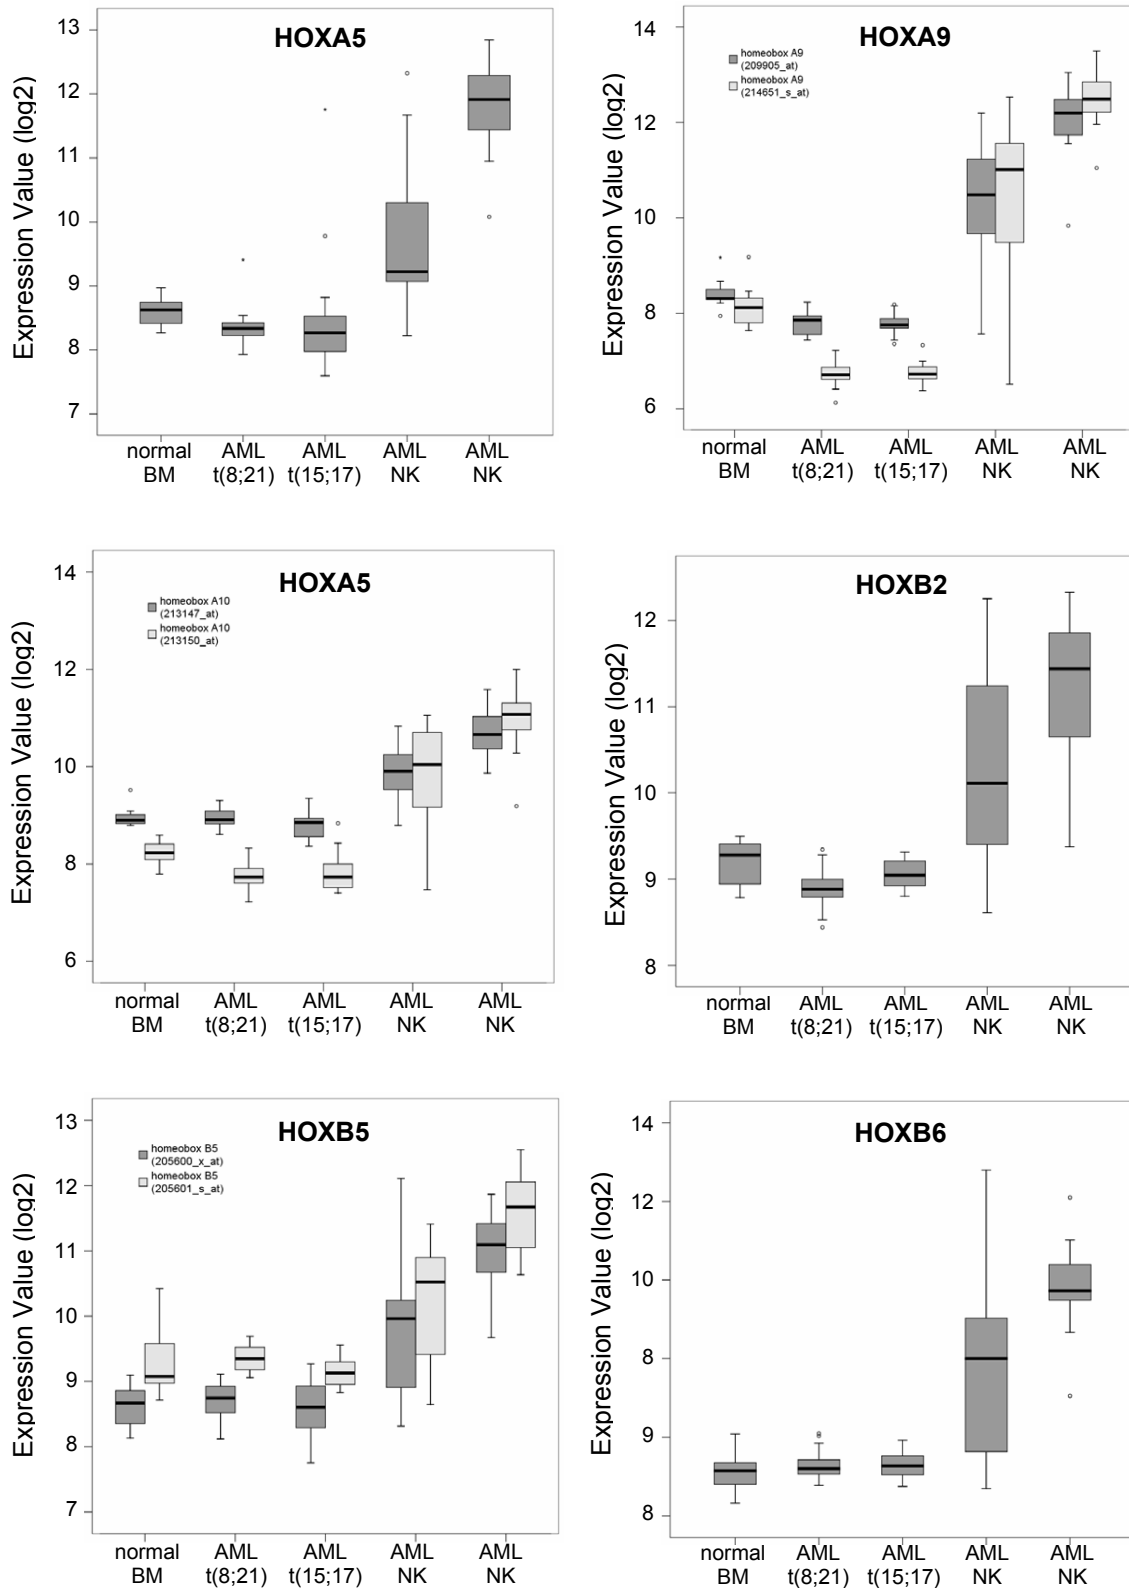 HOXA5
Expression Value (log2)
13
12
11
10
9
8
7
normal BM
AML t(8;21)
AML t(15;17)
AML NK
AML NK
HOXA9
homeobox A9
(209905_at)
homeobox A9
(214651_s_at)
Expression Value (log2)
14
12
10
8
6
normal BM
AML t(8;21)
AML t(15;17)
AML NK
AML NK
HOXA5
homeobox A10
(213147_at)
homeobox A10
(213150_at)
Expression Value (log2)
14
12
10
8
6
normal BM
AML t(8;21)
AML t(15;17)
AML NK
AML NK
HOXB2
Expression Value (log2)
12
11
10
9
8
normal BM
AML t(8;21)
AML t(15;17)
AML NK
AML NK
HOXB5
homeobox B5
(205600_x_at)
homeobox B5
(205601_s_at)
Expression Value (log2)
13
12
11
10
9
8
7
normal BM
AML t(8;21)
AML t(15;17)
AML NK
AML NK
HOXB6
Expression Value (log2)
14
12
10
8
9
8
normal BM
AML t(8;21)
AML t(15;17)
AML NK
AML NK